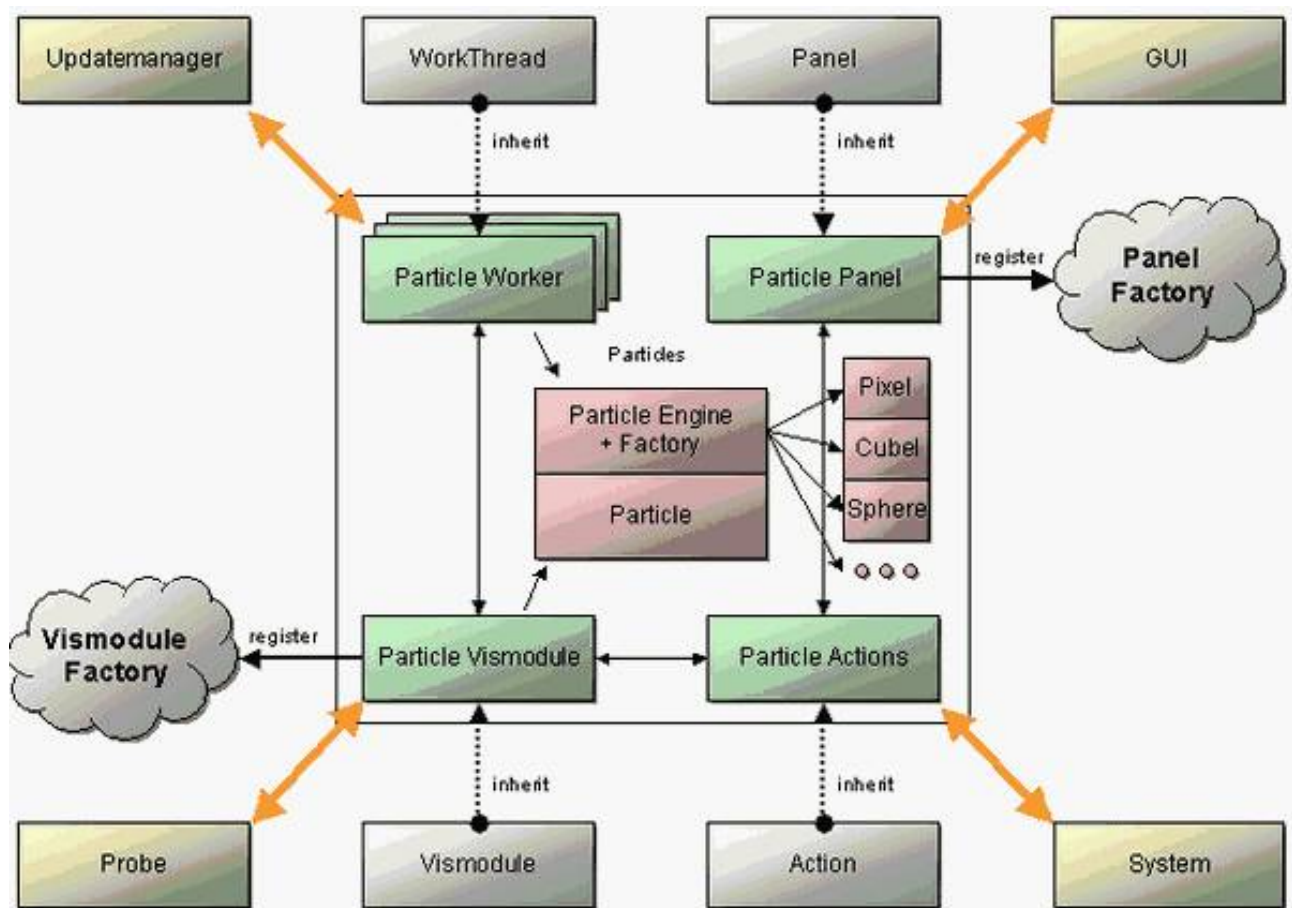 Updatemanager
WorkThread
Panel
GUI
inherit
inherit
Particle Worker
Particle Panel
register
Panel
Factory
Particles
Particle Engine
+ Factory
Particle
Pixel
Cubel
Sphere
Vismodule
Factory
register
Particle Vismodule
Particle Actions
inherit
inherit
Probe
Vismodule
Action
System